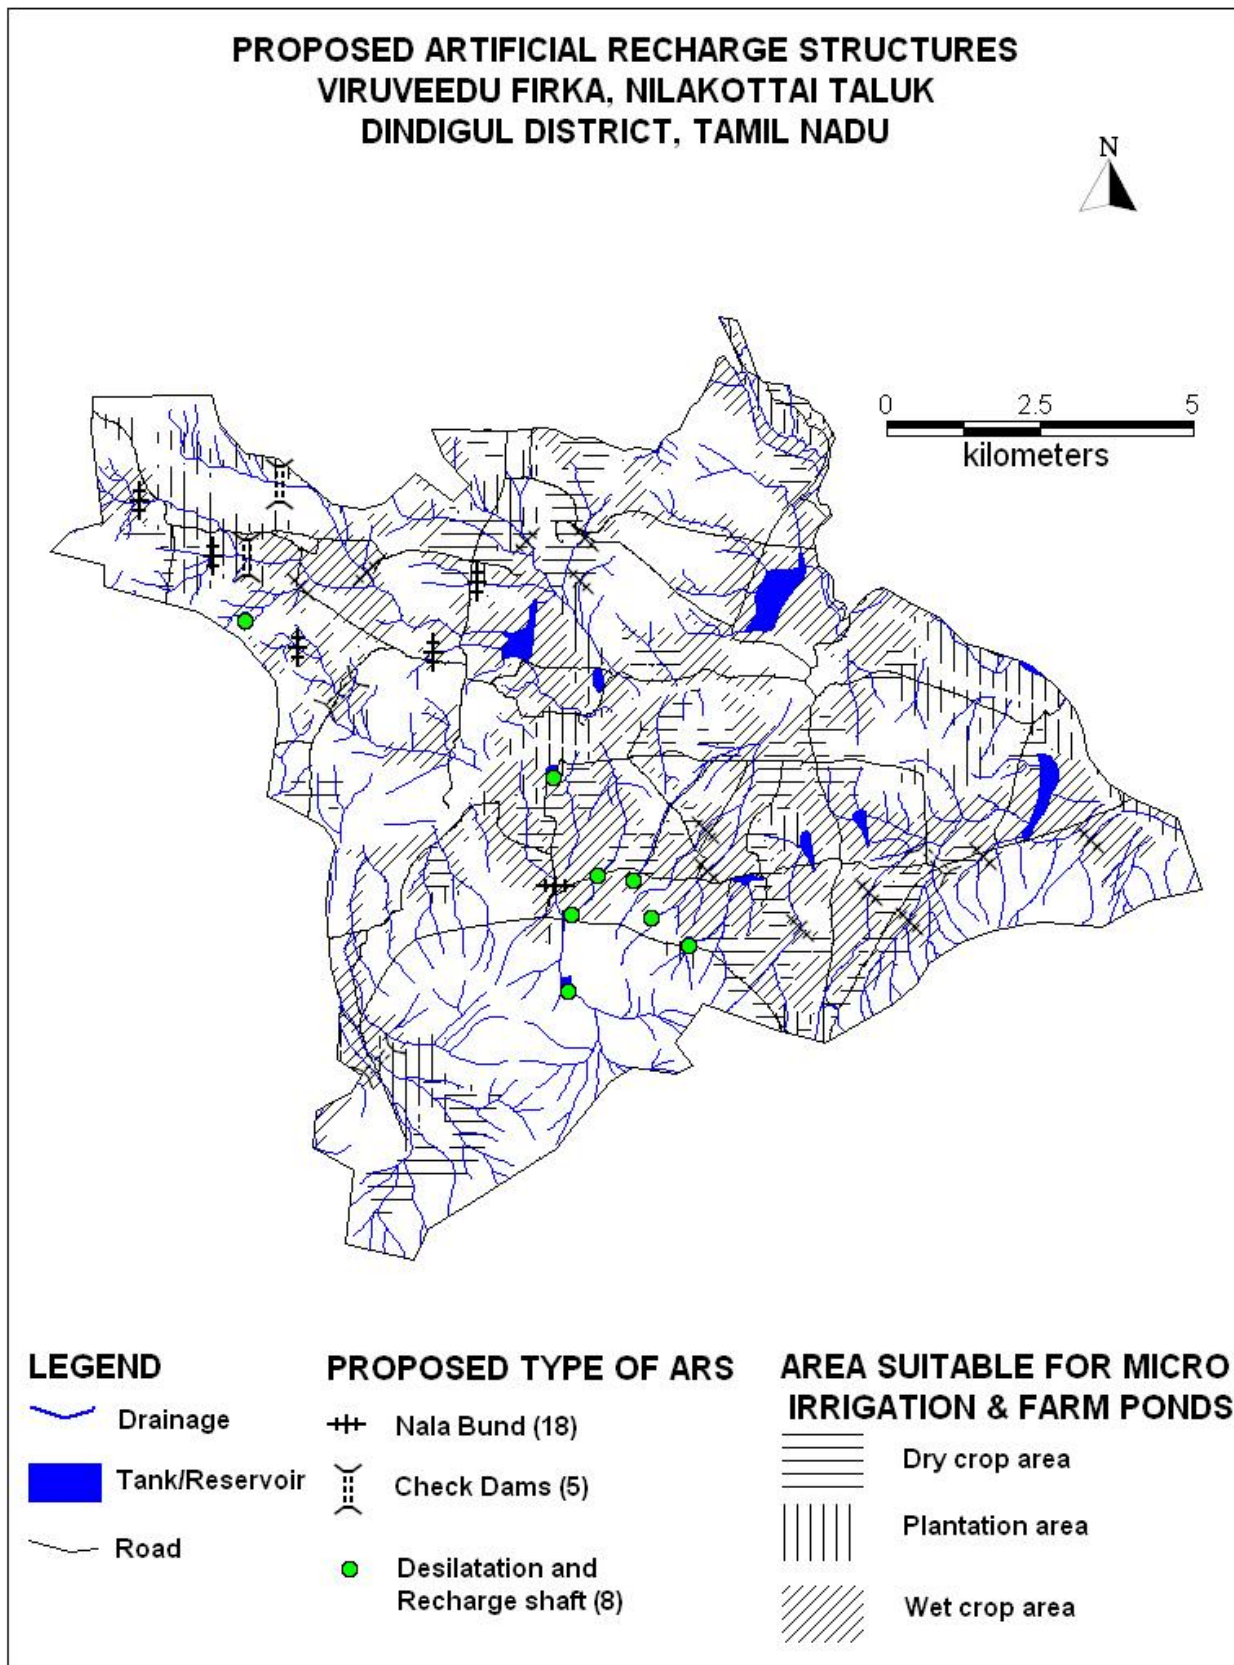 PROPOSED ARTIFICIAL RECHARGE STRUCTURES
VIRUVEEDU FIRKA, NILAKOTTAI TALUK
DINDIGUL DISTRICT, TAMIL NADU
N
0 2.5 5
kilometers
LEGEND
Drainage
Tank/Reservoir
Road
PROPOSED TYPE OF ARS
Nala Bund (18)
Check Dams (5)
Desilatation and
Recharge shaft (8)
AREA SUITABLE FOR MICRO
IRRIGATION & FARM PONDS
Dry crop area
Plantation area
Wet crop area